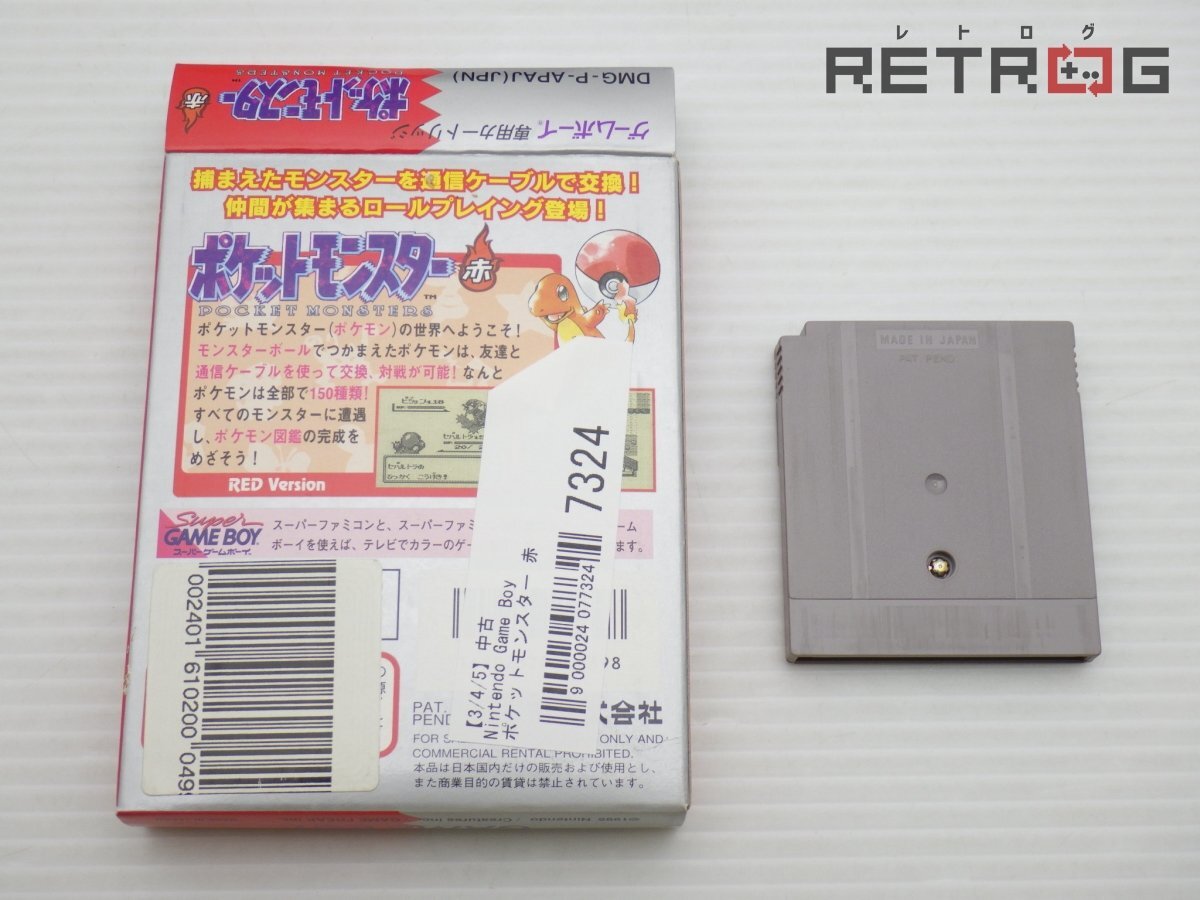 レトログ
RETROG
DMG-P-APAJ(JPN)
ポケットモンスター 赤
POCKET MONSTERS
TM
ゲームボーイ® 専用カートリッジ
捕まえたモンスターを通信ケーブルで交換!
仲間が集まるロールプレイング登場!
ポケットモンスター 赤
TM
POCKET MONSTERS
ポケットモンスター(ポケモン)の世界へようこそ!
モンスターボールでつかまえたポケモンは、友達と
通信ケーブルを使って交換、対戦が可能! なんと
ポケモンは全部で150種類!
すべてのモンスターに遭遇
し、ポケモン図鑑の完成を
めざそう!
RED Version
Super
GAME BOY
スーパーゲームボーイ
スーパーファミコンと、スーパーファミ
ーム
ボーイを使えば、テレビでカラーのゲー
ます。
002401 610200 049
【3/4/5】中古
Nintendo Game Boy
ポケットモンスター 赤
9 000024 077324
7324
98
会社
PAT.
PEND
ONLY AND
COMMERCIAL RENTAL PROHIBITED.
本品は日本国内だけの販売および使用とし、
また商業目的の賃貸は禁止されています。
MADE IN JAPAN
PAT. PEND.